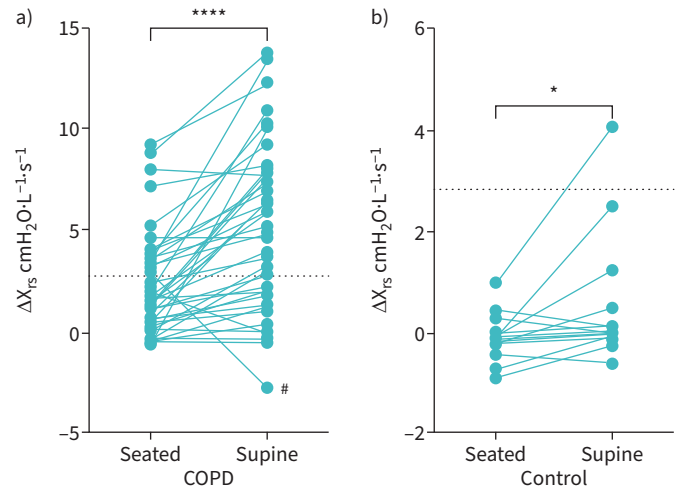 a)
****
15
10
5
0
–5
ΔXrs cmH2O·L–1·s–1
#
Seated Supine
COPD
b)
*
6
4
2
0
–2
ΔXrs cmH2O·L–1·s–1
Seated Supine
Control